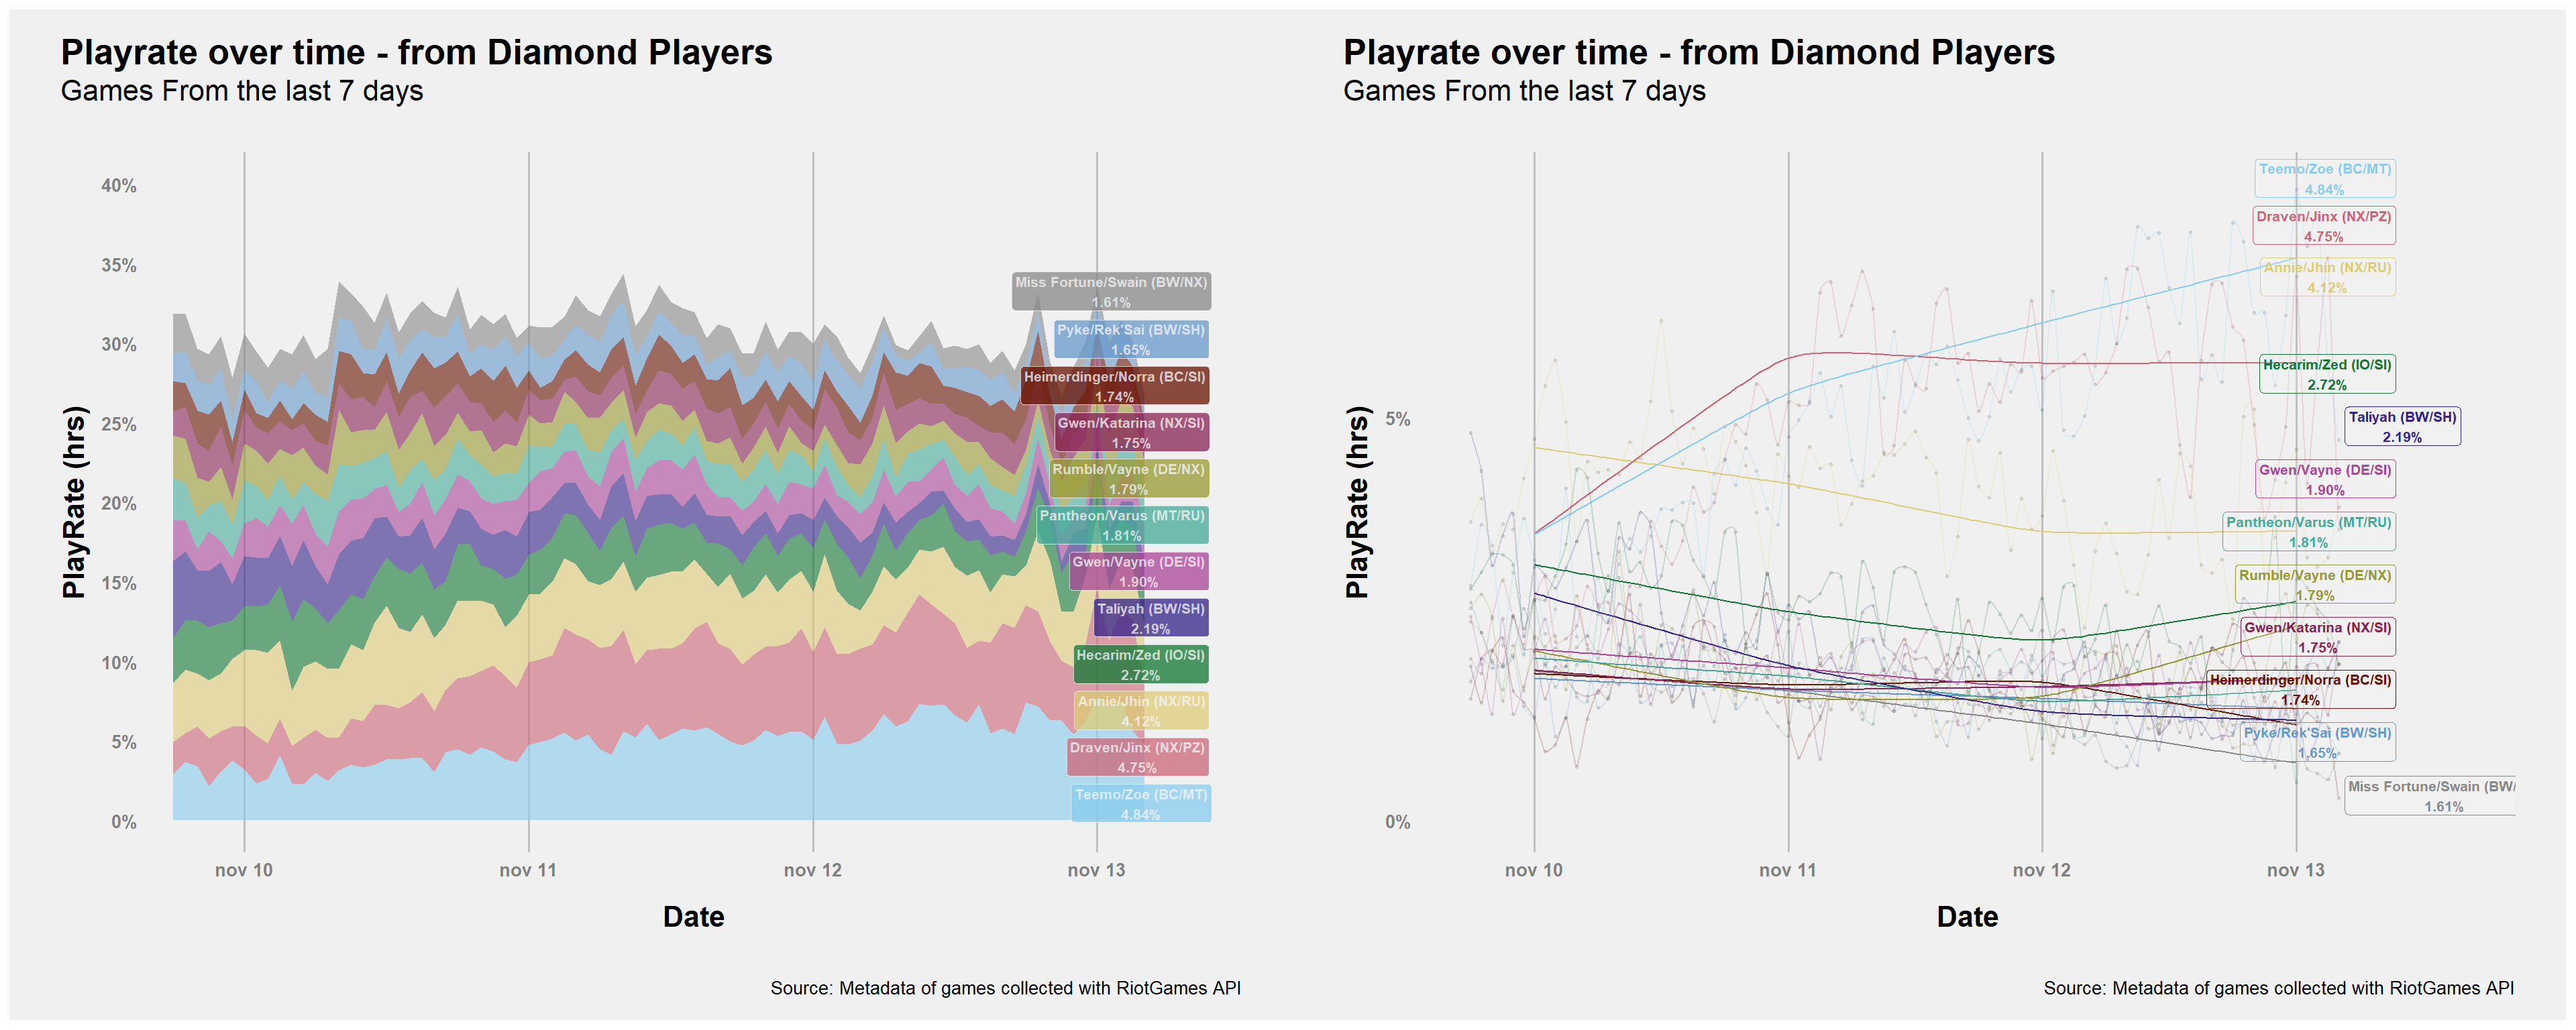 Playrate over time - from Diamond Players
Games From the last 7 days
PlayRate (hrs)
40%
35%
30%
25%
20%
15%
10%
5%
0%
Miss Fortune/Swain (BW/NX)
1.61%
Pyke/Rek'Sai (BW/SH)
1.65%
Heimerdinger/Norra (BC/SI)
1.74%
Gwen/Katarina (NX/SI)
1.75%
Rumble/Vayne (DE/NX)
1.79%
Pantheon/Varus (MT/RU)
1.81%
Gwen/Vayne (DE/SI)
1.90%
Taliyah (BW/SH)
2.19%
Hecarim/Zed (IO/SI)
2.72%
Annie/Jhin (NX/RU)
4.12%
Draven/Jinx (NX/PZ)
4.75%
Teemo/Zoe (BC/MT)
4.84%
nov 10
nov 11
nov 12
nov 13
Date
Source: Metadata of games collected with RiotGames API
Playrate over time - from Diamond Players
Games From the last 7 days
PlayRate (hrs)
5%
0%
Teemo/Zoe (BC/MT)
4.84%
Draven/Jinx (NX/PZ)
4.75%
Annie/Jhin (NX/RU)
4.12%
Hecarim/Zed (IO/SI)
2.72%
Taliyah (BW/SH)
2.19%
Gwen/Vayne (DE/SI)
1.90%
Pantheon/Varus (MT/RU)
1.81%
Rumble/Vayne (DE/NX)
1.79%
Gwen/Katarina (NX/SI)
1.75%
Heimerdinger/Norra (BC/SI)
1.74%
Pyke/Rek'Sai (BW/SH)
1.65%
Miss Fortune/Swain (BW/
1.61%
nov 10
nov 11
nov 12
nov 13
Date
Source: Metadata of games collected with RiotGames API